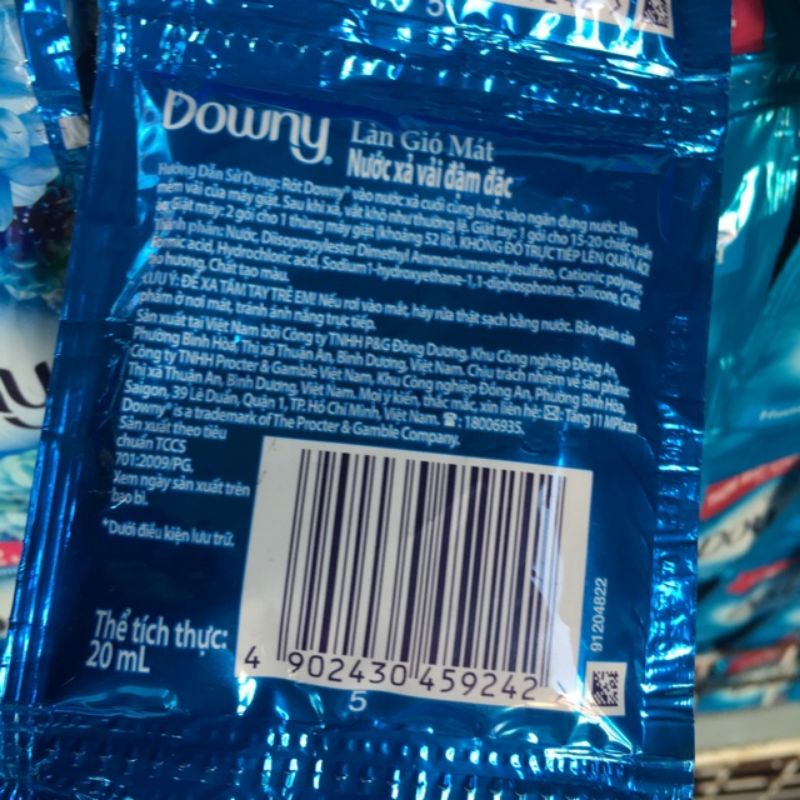 Downy
Làn Gió Mát
Nước xả vải đậm đặc
Hướng Dẫn Sử Dụng: Rót Downy® vào nước xả cuối cùng hoặc vào ngăn đựng nước làm
mềm vải của máy giặt. Sau khi xả, vắt khô như thường lệ. Giặt tay: 1 gói cho 15-20 chiếc quần
áo; Giặt máy: 2 gói cho 1 thùng máy giặt (khoảng 52 lít). KHÔNG ĐỔ TRỰC TIẾP LÊN QUẦN ÁO!
Thành phần: Nước, Diisopropylester Dimethyl Ammoniummethylsulfate, Cationic polymer,
Formic acid, Hydrochloric acid, Sodium1-hydroxyethane-1,1-diphosphonate, Silicone, Chất
tạo hương, Chất tạo màu.
LƯU Ý: ĐỂ XA TẦM TAY TRẺ EM! Nếu rơi vào mắt, hãy rửa thật sạch bằng nước. Bảo quản sản
phẩm ở nơi mát, tránh ánh nắng trực tiếp.
Sản xuất tại Việt Nam bởi Công ty TNHH P&G Đông Dương, Khu Công nghiệp Đồng An,
Phường Bình Hòa, Thị xã Thuận An, Bình Dương, Việt Nam. Chịu trách nhiệm về sản phẩm:
Công ty TNHH Procter & Gamble Việt Nam, Khu Công nghiệp Đồng An, Phường Bình Hòa,
Thị xã Thuận An, Bình Dương, Việt Nam. Mọi ý kiến, thắc mắc, xin liên hệ: Tầng 11 MPlaza
Saigon, 39 Lê Duẩn, Quận 1, TP. Hồ Chí Minh, Việt Nam. ☎: 18006935.
Downy® is a trademark of The Procter & Gamble Company.
Sản xuất theo tiêu
chuẩn TCCS
701:2009/PG.
Xem ngày sản xuất trên
bao bì.
*Dưới điều kiện lưu trữ.
Thể tích thực:
20 mL
4 902430 459242
5
91204822
5